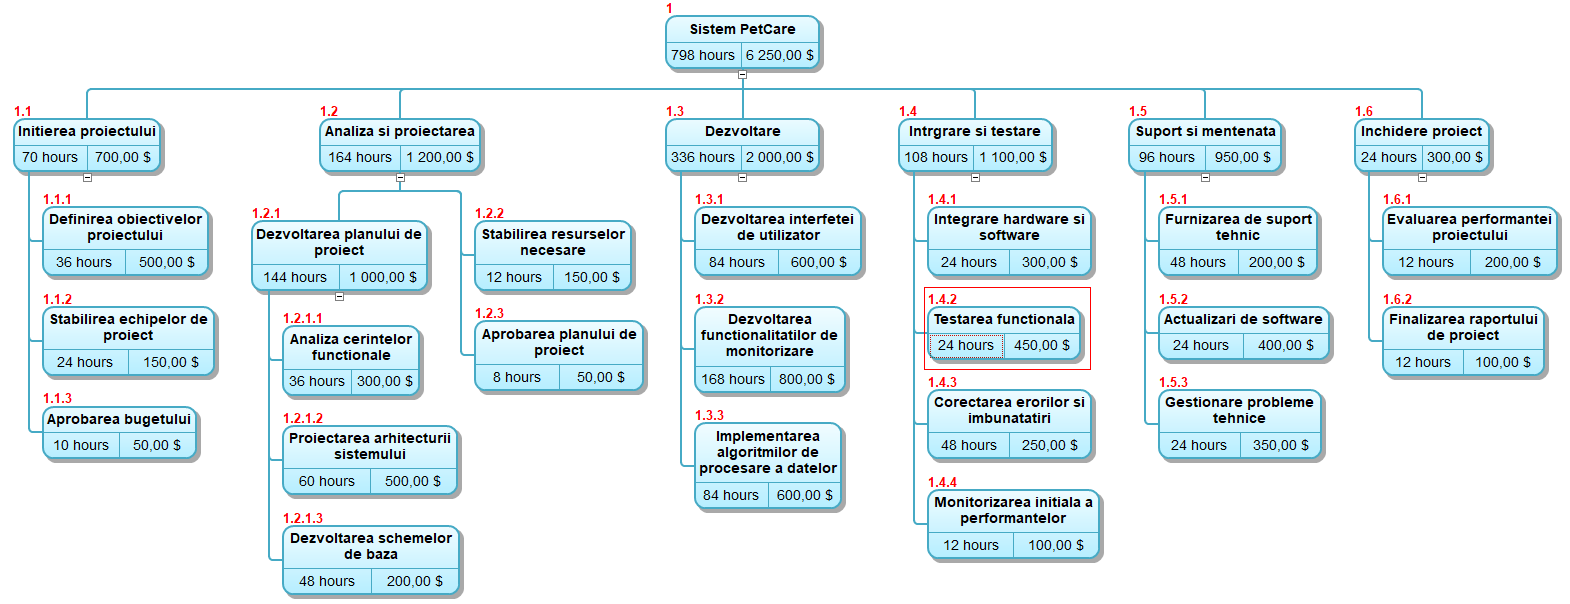 1
Sistem PetCare
798 hours 6 250,00 $
1.1
Initierea proiectului
70 hours 700,00 $
1.1.1
Definirea obiectivelor
proiectului
36 hours 500,00 $
1.1.2
Stabilirea echipelor de
proiect
24 hours 150,00 $
1.1.3
Aprobarea bugetului
10 hours 50,00 $
1.2
Analiza si proiectarea
164 hours 1 200,00 $
1.2.1
Dezvoltarea planului de
proiect
144 hours 1 000,00 $
1.2.1.1
Analiza cerintelor
functionale
36 hours 300,00 $
1.2.1.2
Proiectarea arhitecturii
sistemului
60 hours 500,00 $
1.2.1.3
Dezvoltarea schemelor
de baza
48 hours 200,00 $
1.2.2
Stabilirea resurselor
necesare
12 hours 150,00 $
1.2.3
Aprobarea planului de
proiect
8 hours 50,00 $
1.3
Dezvoltare
336 hours 2 000,00 $
1.3.1
Dezvoltarea interfetei
de utilizator
84 hours 600,00 $
1.3.2
Dezvoltarea
functionalitatilor de
monitorizare
168 hours 800,00 $
1.3.3
Implementarea
algoritmilor de
procesare a datelor
84 hours 600,00 $
1.4
Intrgrare si testare
108 hours 1 100,00 $
1.4.1
Integrare hardware si
software
24 hours 300,00 $
1.4.2
Testarea functionala
24 hours 450,00 $
1.4.3
Corectarea erorilor si
imbunatatiri
48 hours 250,00 $
1.4.4
Monitorizarea initiala a
performantelor
12 hours 100,00 $
1.5
Suport si mentenata
96 hours 950,00 $
1.5.1
Furnizarea de suport
tehnic
48 hours 200,00 $
1.5.2
Actualizari de software
24 hours 400,00 $
1.5.3
Gestionare probleme
tehnice
24 hours 350,00 $
1.6
Inchidere proiect
24 hours 300,00 $
1.6.1
Evaluarea performantei
proiectului
12 hours 200,00 $
1.6.2
Finalizarea raportului
de proiect
12 hours 100,00 $